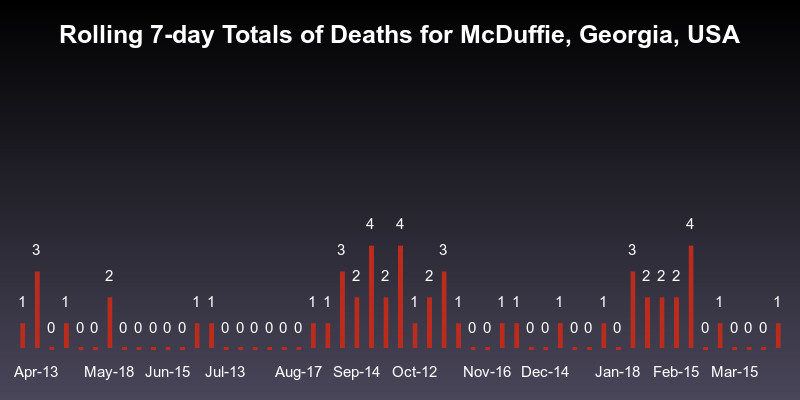 Rolling 7-day Totals of Deaths for McDuffie, Georgia, USA
4 4 4
3 3 3 3
2 2 2 2 2 2 2
1 1 1 1 1 1 1 1 1 1 1 1 1 1 1
0 0 0 0 0 0 0 0 0 0 0 0 0 0 0 0 0 0 0 0 0 0 0 0 0
Apr-13 May-18 Jun-15 Jul-13 Aug-17 Sep-14 Oct-12 Nov-16 Dec-14 Jan-18 Feb-15 Mar-15